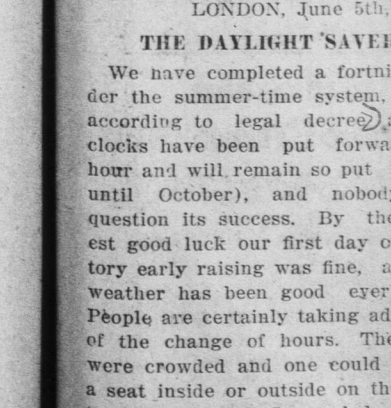 LONDON, June 5th,
THE DAYLIGHT SAVE
We have completed a fortni
der the summer-time system,
according to legal decree
clocks have been put forwa
hour and will remain so put
until October), and nobod
question its success. By the
est good luck our first day o
tory early raising was fine, a
weather has been good ever
People are certainly taking ad
of the change of hours. The
were crowded and one could
a seat inside or outside on th